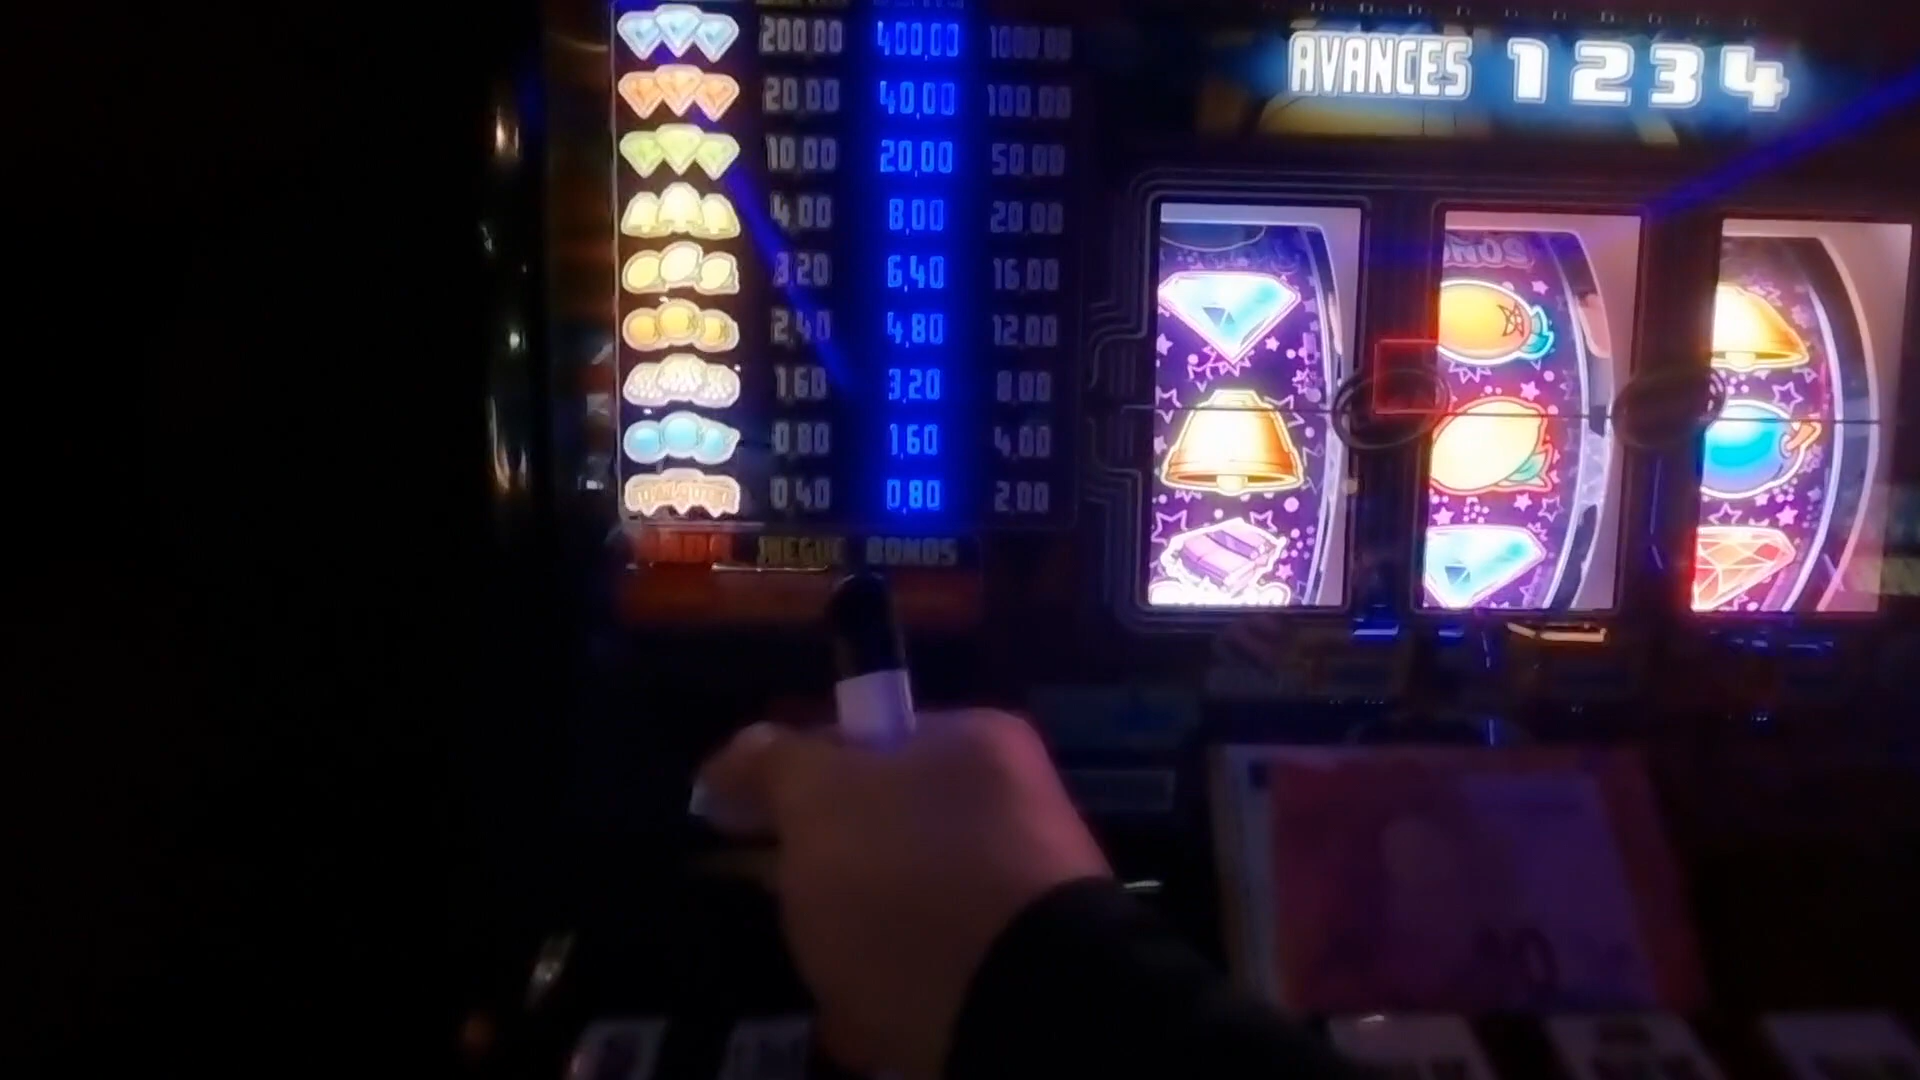 200,00 400,00 1000,00
20,00 40,00 100,00
10,00 20,00 50,00
4,00 8,00 20,00
3,20 6,40 16,00
2,40 4,80 12,00
1,60 3,20 8,00
0,80 1,60 4,00
0,40 0,80 2,00
BONOS
AVANCES 1 2 3 4